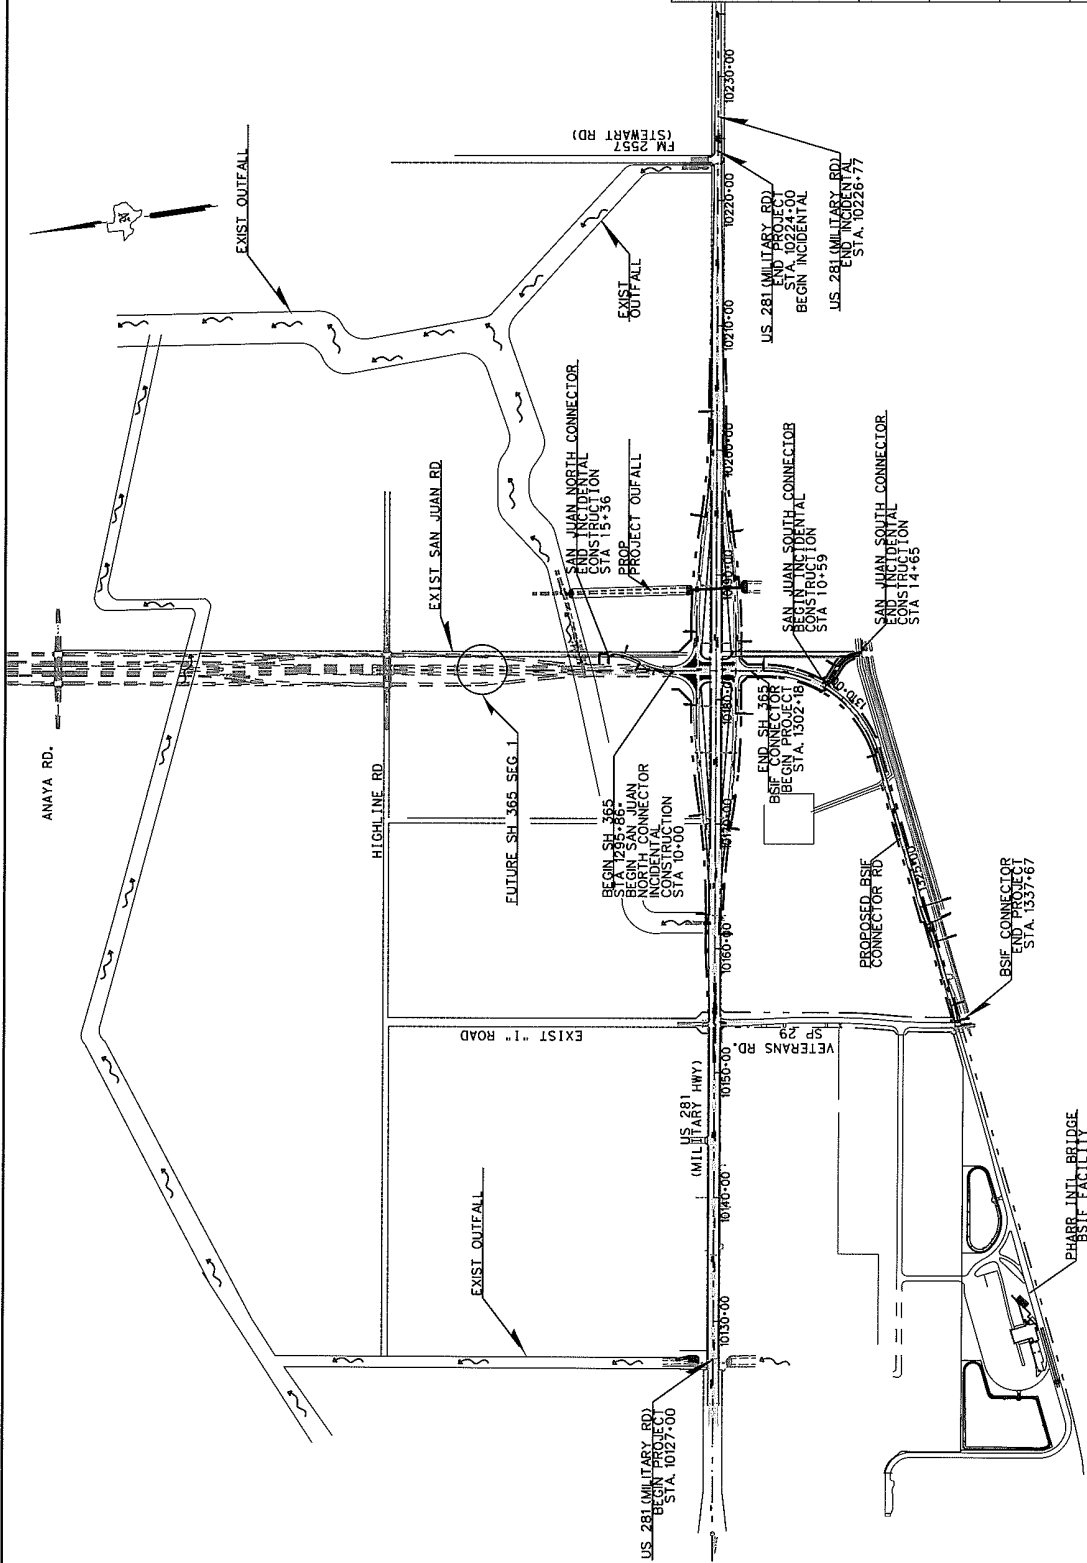 ANAYA RD.
HIGHLINE RD
EXIST OUTFALL
FM 2557
(STEWART RD)
EXIST SAN JUAN RD
EXIST
OUTFALL
FUTURE SH 365 SEG 1
SAN JUAN NORTH CONNECTOR
END INCIDENTAL
CONSTRUCTION
STA 15+36
PROP
PROJECT OUFALL
BEGIN SH 365
STA 1295+86"
BEGIN SAN JUAN
NORTH CONNECTOR
INCIDENTAL
CONSTRUCTION
STA 10+00
EXIST OUTFALL
EXIST "I" ROAD
US 281
(MILITARY HWY)
US 281 (MILITARY RD)
BEGIN PROJECT
STA. 10127+00
10130+00
10140+00
10150+00
10160+00
10170+00
10180+00
10190+00
10200+00
10210+00
10220+00
10230+00
US 281 (MILITARY RD)
END PROJECT
STA. 10224+00
BEGIN INCIDENTAL
US 281 (MILITARY RD)
END INCIDENTAL
STA. 10226+77
END SH 365
BSIF CONNECTOR
BEGIN PROJECT
STA. 1302+18
SAN JUAN SOUTH CONNECTOR
BEGIN INCIDENTAL
CONSTRUCTION
STA 10+59
SAN JUAN SOUTH CONNECTOR
END INCIDENTAL
CONSTRUCTION
STA 14+65
1310+00
1325+00
PROPOSED BSIF
CONNECTOR RD
BSIF CONNECTOR
END PROJECT
STA. 1337+67
VETERANS RD.
SP 29
PHARR INTL BRIDGE
BSIF FACILITY